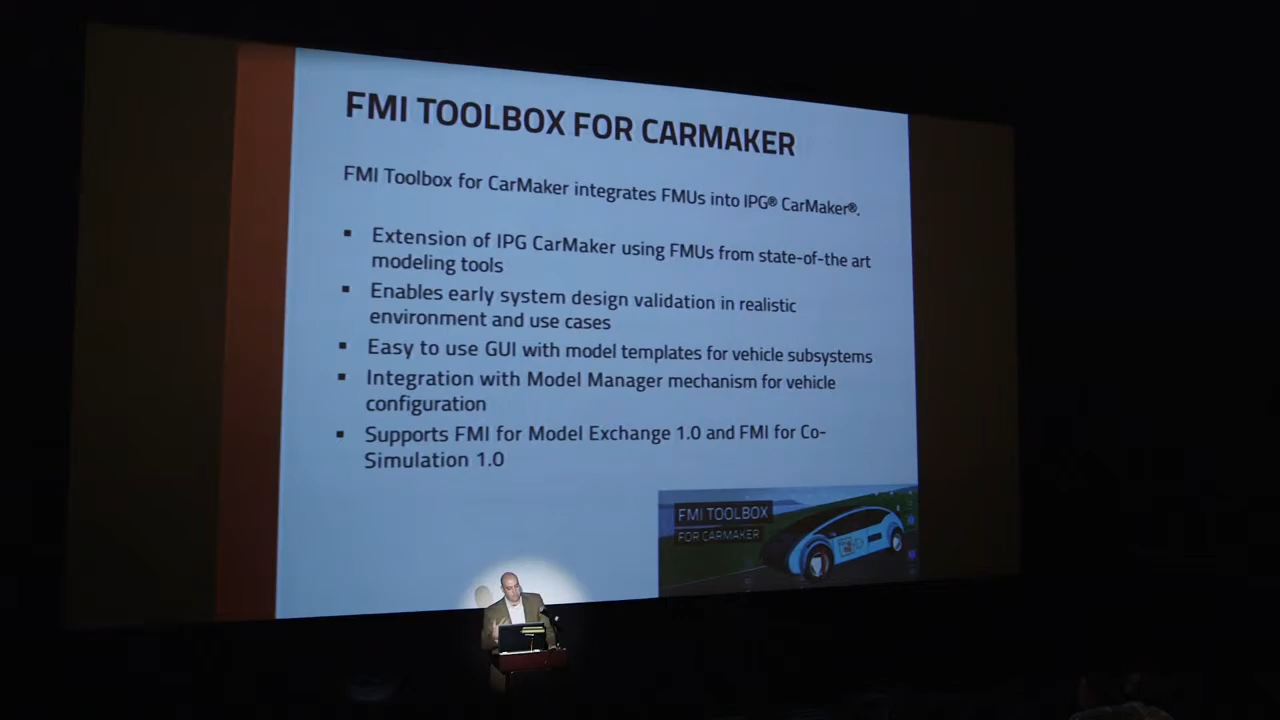 FMI TOOLBOX FOR CARMAKER
FMI Toolbox for CarMaker integrates FMUs into IPG® CarMaker®.
▪ Extension of IPG CarMaker using FMUs from state-of-the art
modeling tools
▪ Enables early system design validation in realistic
environment and use cases
▪ Easy to use GUI with model templates for vehicle subsystems
▪ Integration with Model Manager mechanism for vehicle
configuration
▪ Supports FMI for Model Exchange 1.0 and FMI for Co-
Simulation 1.0
FMI TOOLBOX
FOR CARMAKER